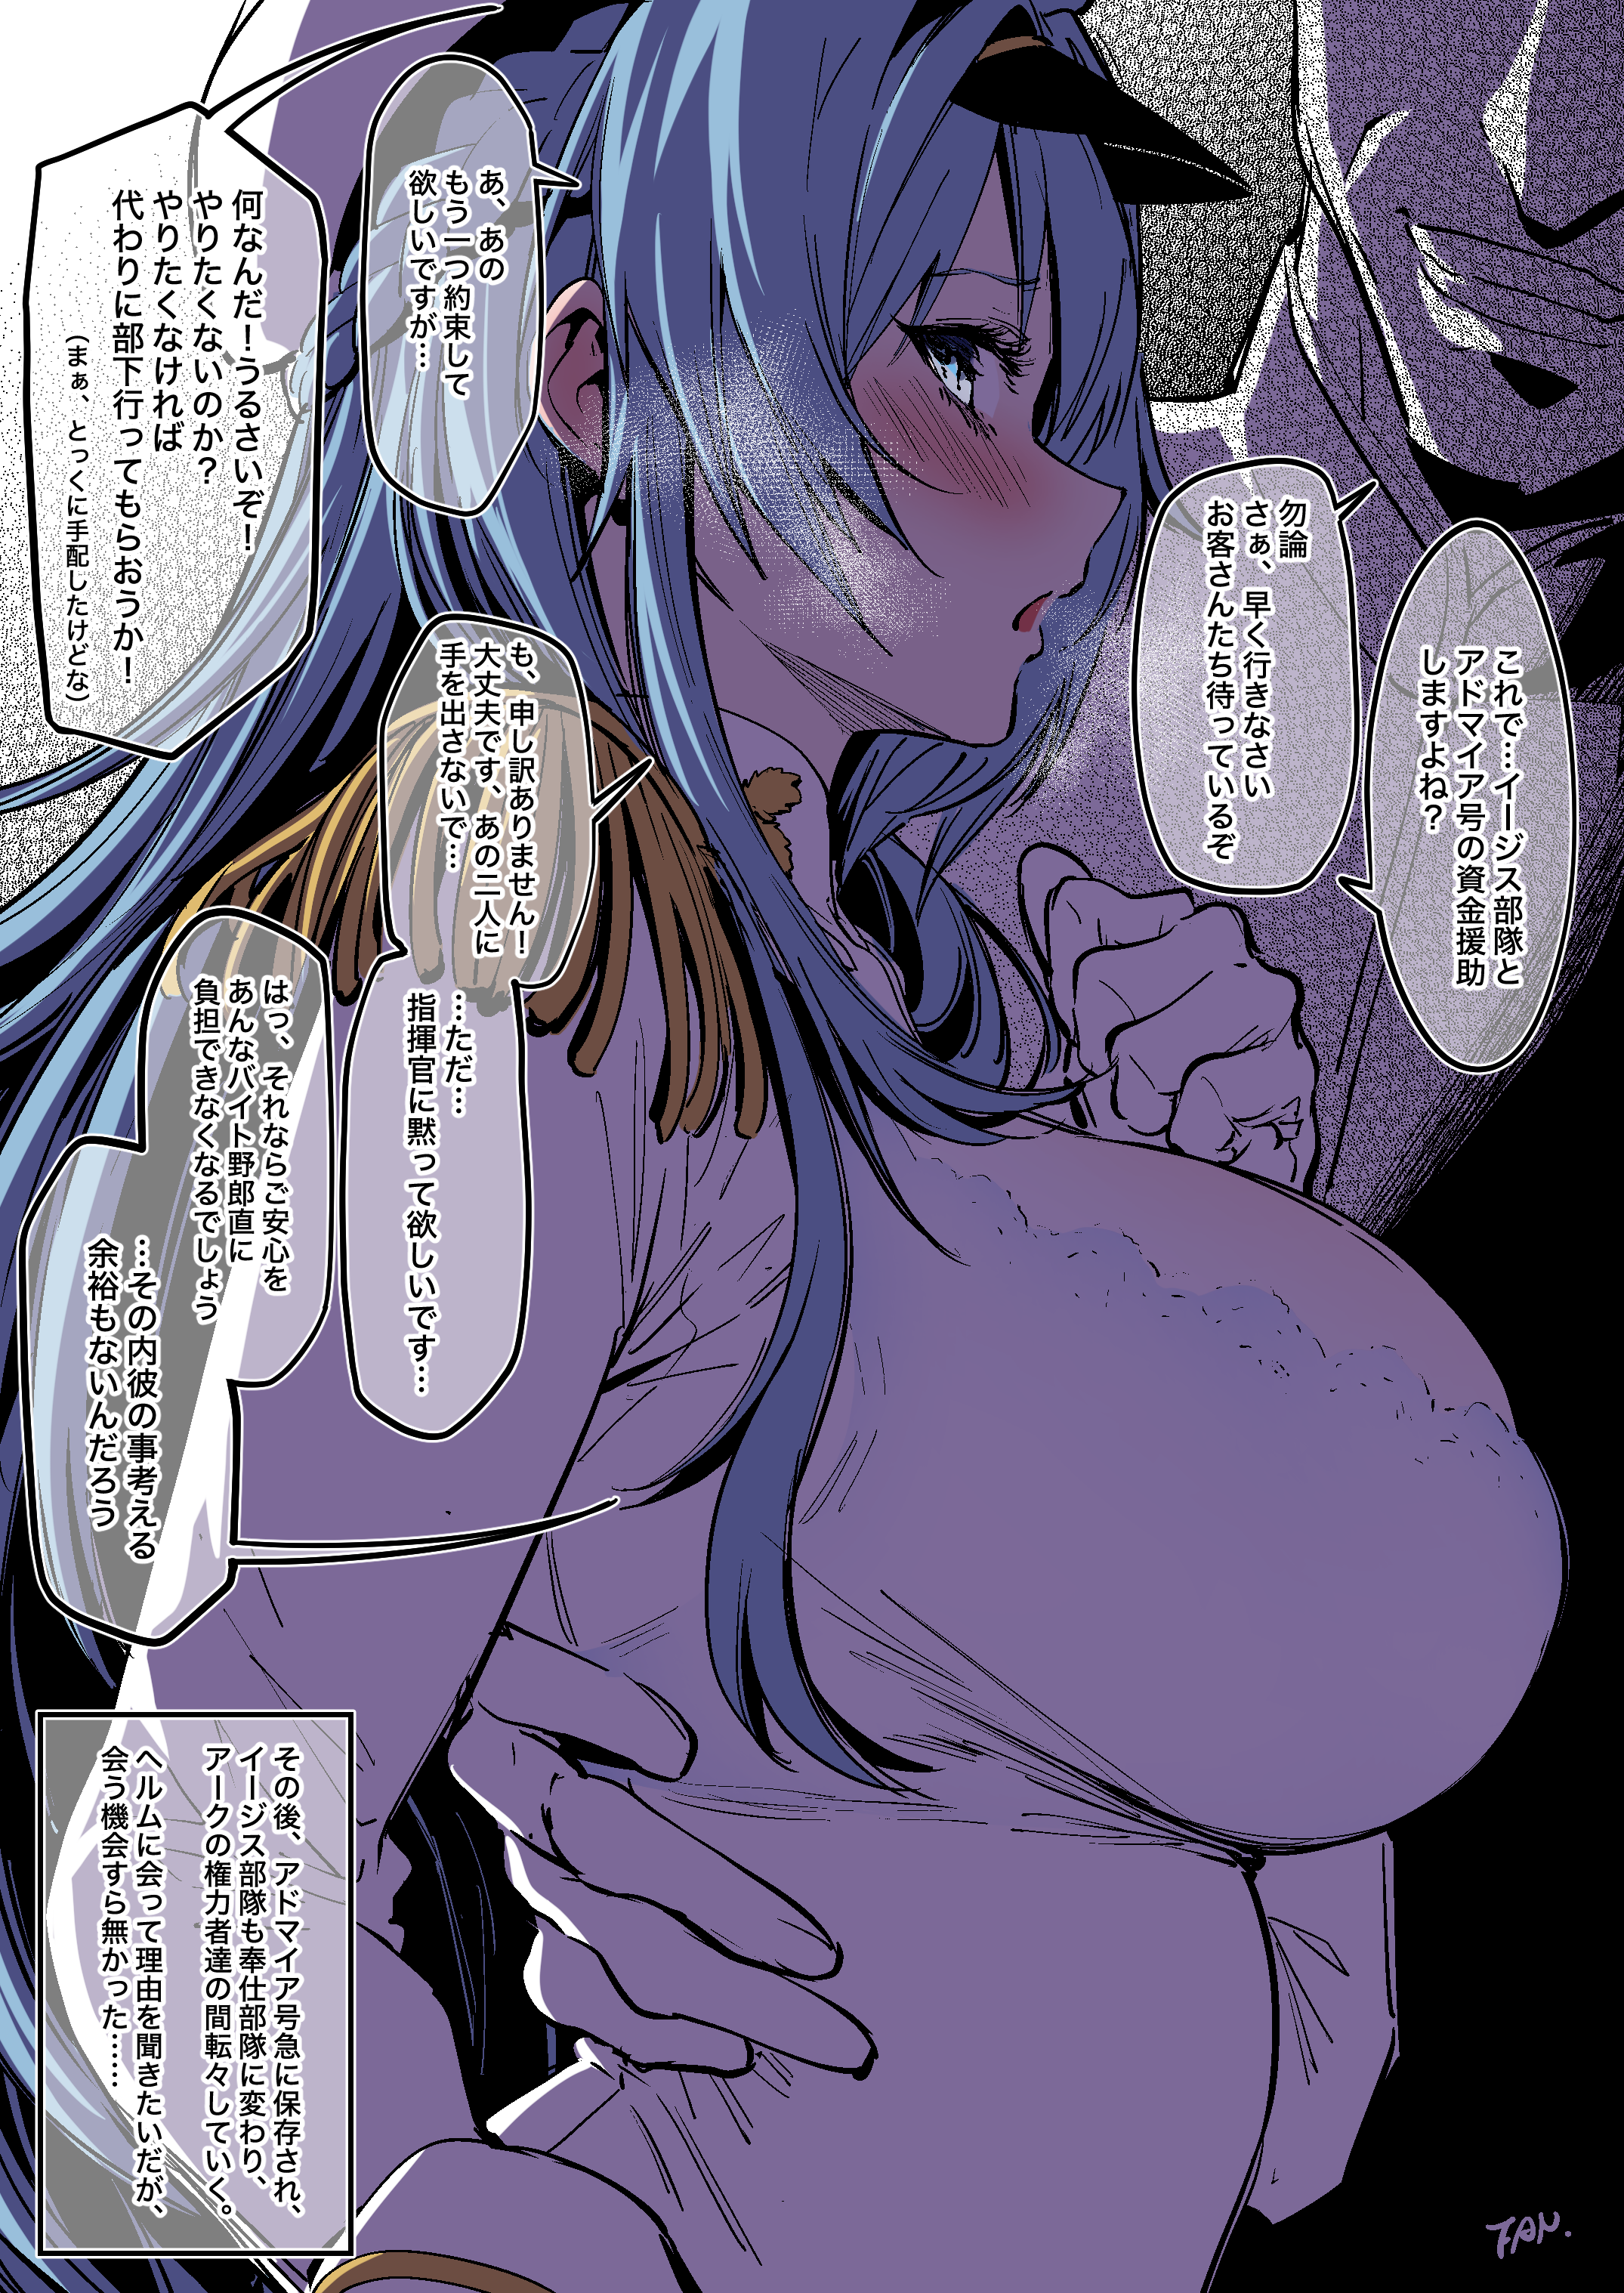 これで…イージス部隊と
アドマイア号の資金援助
しますよね？
勿論
さぁ、早く行きなさい
お客さんたち待っているぞ
あ、あの
もう一つ約束して
欲しいですが…
何なんだ！うるさいぞ！
やりたくないのか？
やりたくなければ
代わりに部下行ってもらおうか！
（まぁ、とっくに手配したけどな）
も、申し訳ありません！
大丈夫です、あの二人に
手を出さないで…
…ただ…
指揮官に黙って欲しいです…
はっ、それならご安心を
あんなバイト野郎直に
負担できなくなるでしょう
…その内彼の事考える
余裕もないんだろう
その後、アドマイア号急に保存され、
イージス部隊も奉仕部隊に変わり、
アークの権力者達の間転々していく。
ヘルムに会って理由を聞きたいだが、
会う機会すら無かった……
FAN.